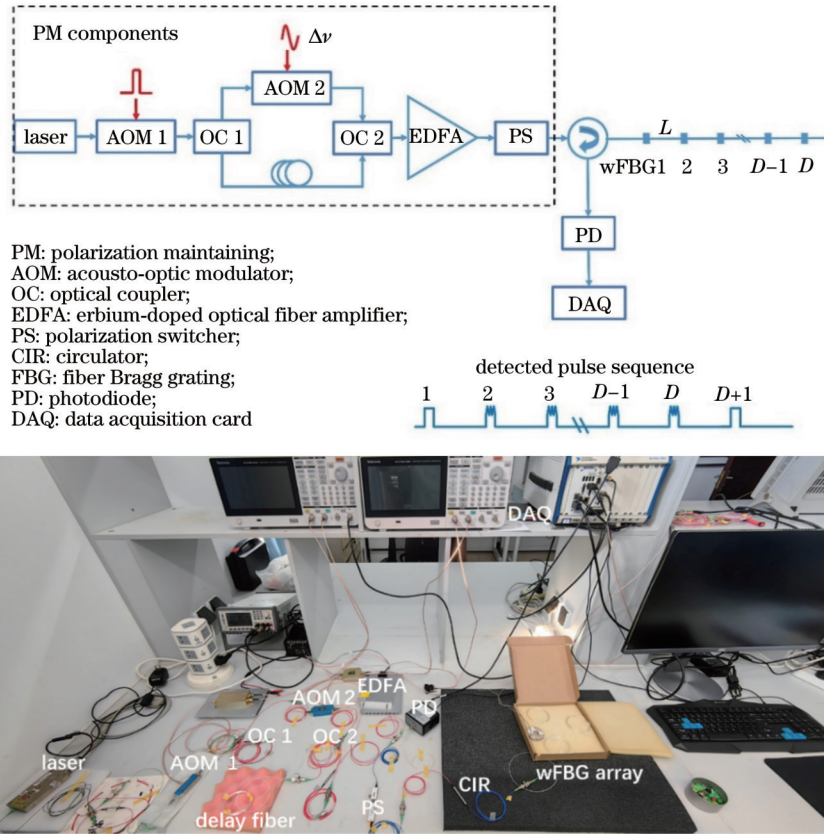 PM components
Δν
AOM 2
laser
AOM 1
OC 1
OC 2
EDFA
PS
L
wFBG1 2 3 D−1 D
PD
DAQ
PM: polarization maintaining;
AOM: acousto-optic modulator;
OC: optical coupler;
EDFA: erbium-doped optical fiber amplifier;
PS: polarization switcher;
CIR: circulator;
FBG: fiber Bragg grating;
PD: photodiode;
DAQ: data acquisition card
detected pulse sequence
1 2 3 D−1 D D+1
DAQ
EDFA
AOM 2
PD
OC 1
OC 2
laser
AOM 1
wFBG array
CIR
PS
delay fiber